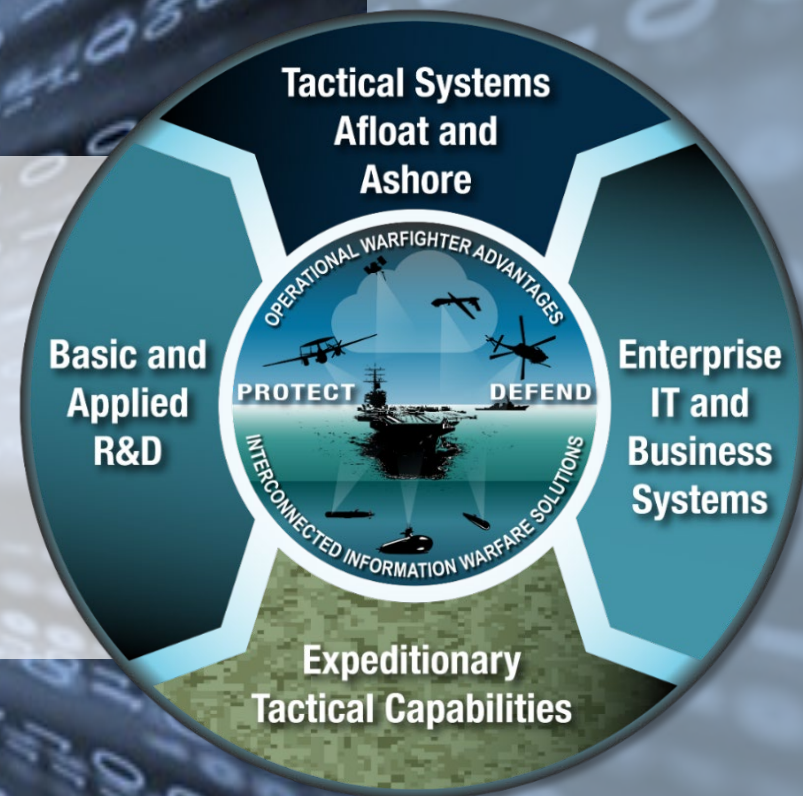 Tactical Systems
Afloat and
Ashore
Basic and
Applied
R&D
OPERATIONAL WARFIGHTER ADVANTAGES
PROTECT
DEFEND
INTERCONNECTED INFORMATION WARFARE SOLUTIONS
Enterprise
IT and
Business
Systems
Expeditionary
Tactical Capabilities